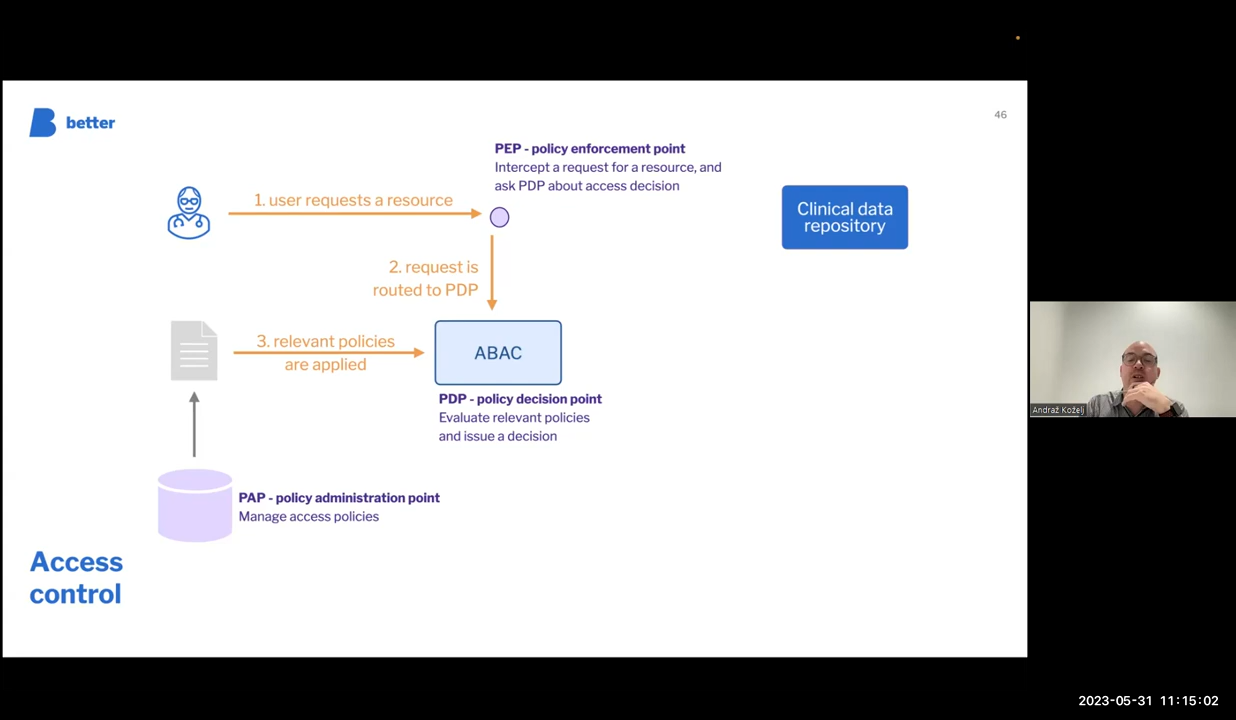 better
46
PEP - policy enforcement point
Intercept a request for a resource, and
ask PDP about access decision
1. user requests a resource
Clinical data
repository
2. request is
routed to PDP
3. relevant policies
are applied
ABAC
PDP - policy decision point
Evaluate relevant policies
and issue a decision
PAP - policy administration point
Manage access policies
Access
control
Andraž Koželj
2023-05-31 11:15:02